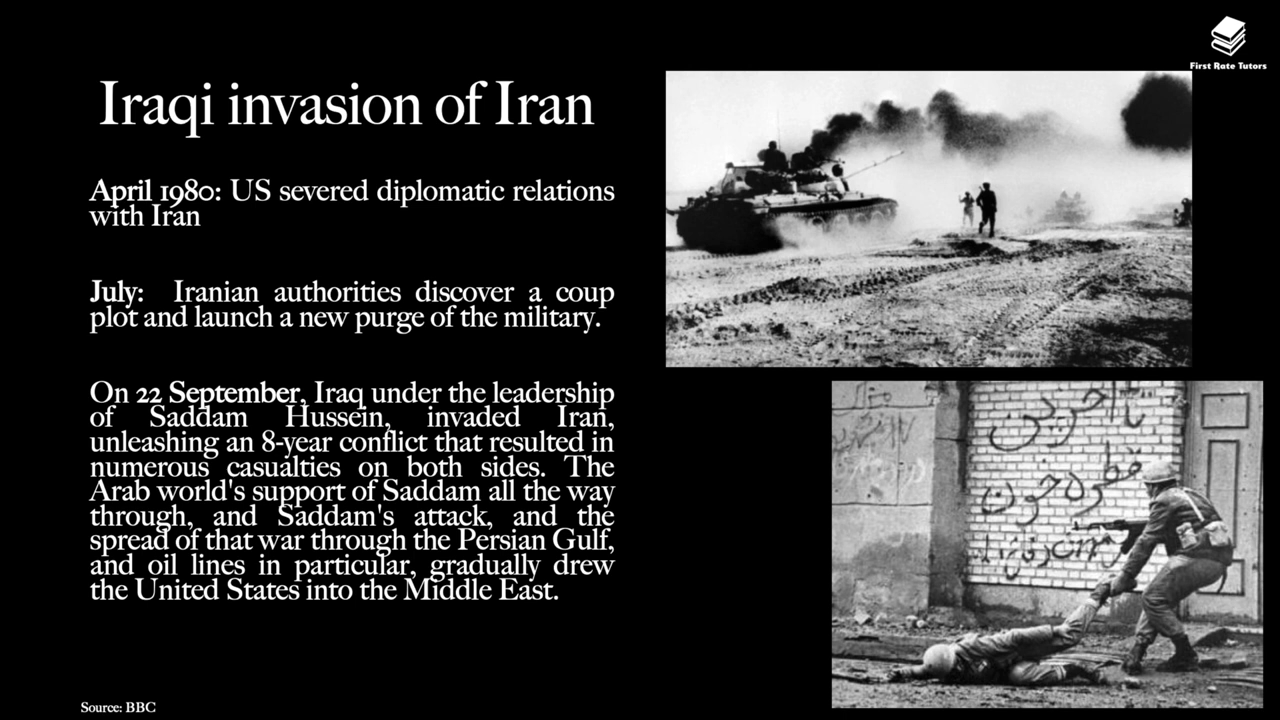 First Rate Tutors
Iraqi invasion of Iran
April 1980: US severed diplomatic relations
with Iran
July: Iranian authorities discover a coup
plot and launch a new purge of the military.
On 22 September, Iraq under the leadership
of Saddam Hussein, invaded Iran,
unleashing an 8-year conflict that resulted in
numerous casualties on both sides. The
Arab world's support of Saddam all the way
through, and Saddam's attack, and the
spread of that war through the Persian Gulf,
and oil lines in particular, gradually drew
the United States into the Middle East.
تا آخرین
قطره خون
Source: BBC